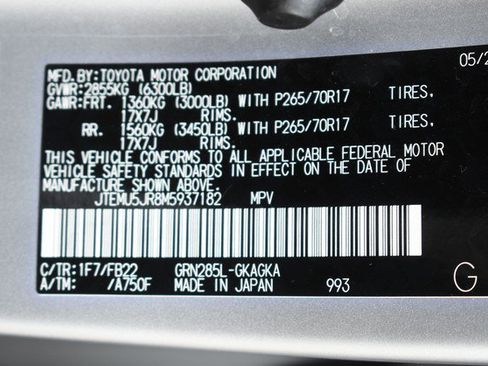 MFD.BY:TOYOTA MOTOR CORPORATION 05/2
GVWR:2855KG (6300LB)
GAWR:FRT. 1360KG (3000LB) WITH P265/70R17 TIRES,
17X7J RIMS.
RR. 1560KG (3450LB) WITH P265/70R17 TIRES,
17X7J RIMS.
THIS VEHICLE CONFORMS TO ALL APPLICABLE FEDERAL MOTOR
VEHICLE SAFETY STANDARDS IN EFFECT ON THE DATE OF
MANUFACTURE SHOWN ABOVE.
JTEMU5JR8M5937182 MPV
C/TR:1F7/FB22 GRN285L-GKAGKA
A/TM: /A750F MADE IN JAPAN 993 G